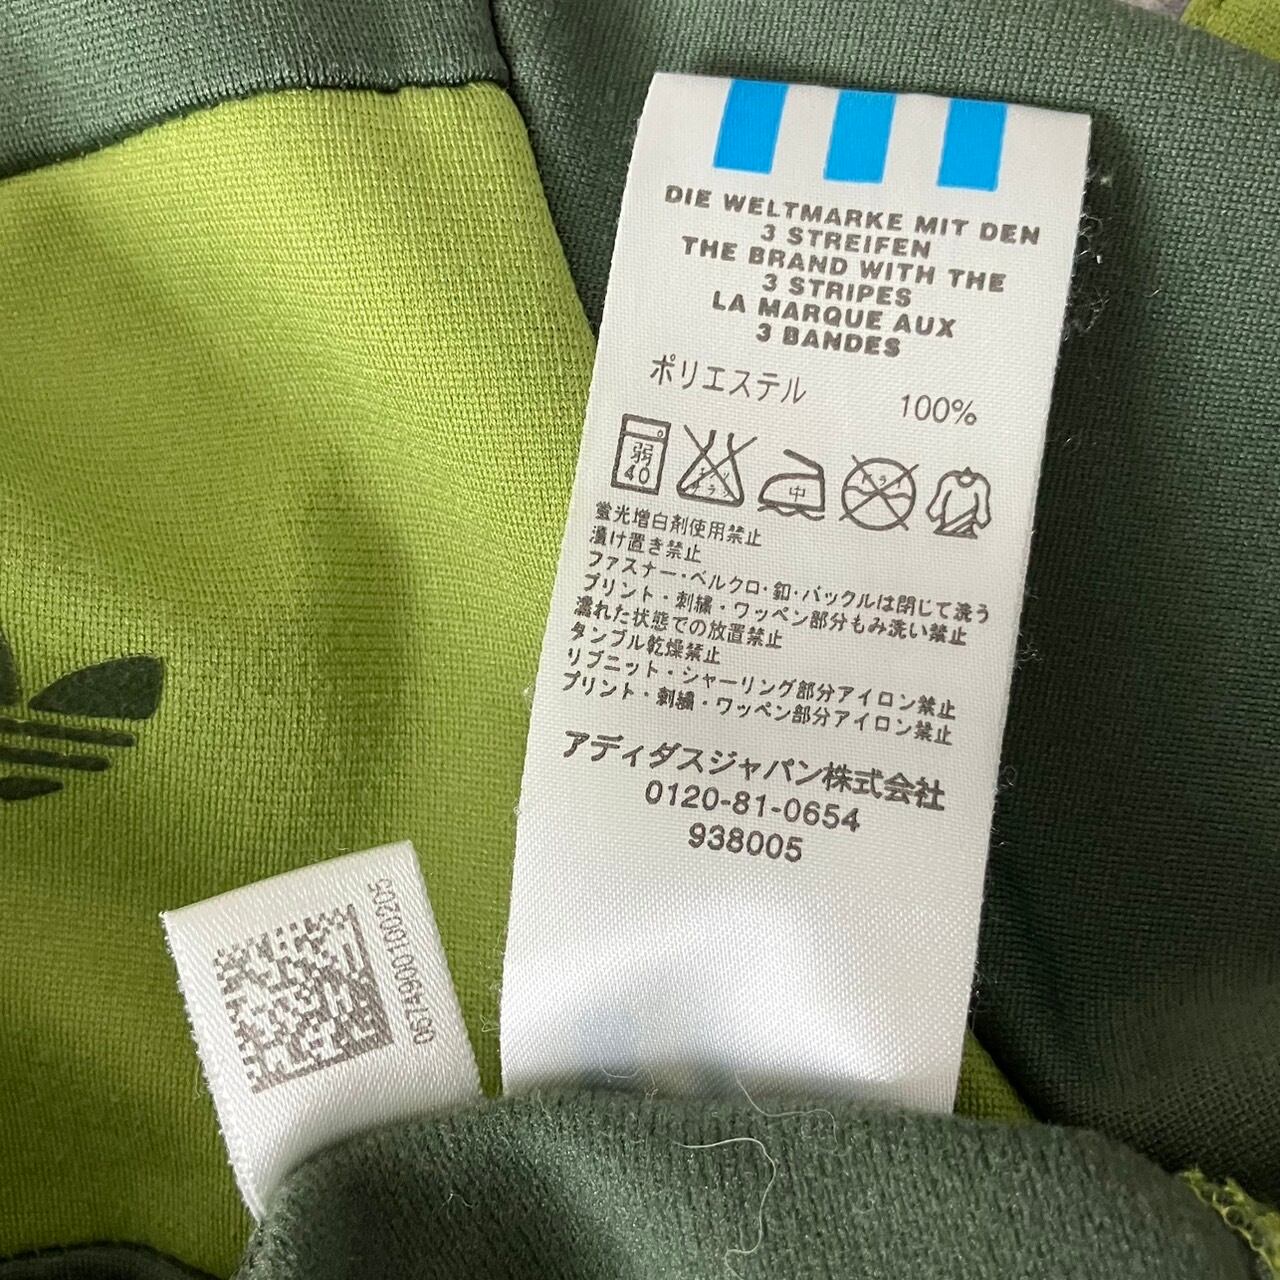 DIE WELTMARKE MIT DEN
3 STREIFEN
THE BRAND WITH THE
3 STRIPES
LA MARQUE AUX
3 BANDES
ポリエステル 100%
弱
40
中
ドライ
蛍光増白剤使用禁止
漬け置き禁止
ファスナー・ベルクロ・釦・バックルは閉じて洗う
プリント・刺繍・ワッペン部分もみ洗い禁止
濡れた状態での放置禁止
タンブル乾燥禁止
リブニット・シャーリング部分アイロン禁止
プリント・刺繍・ワッペン部分アイロン禁止
アディダスジャパン株式会社
0120-81-0654
938005
0674900100205